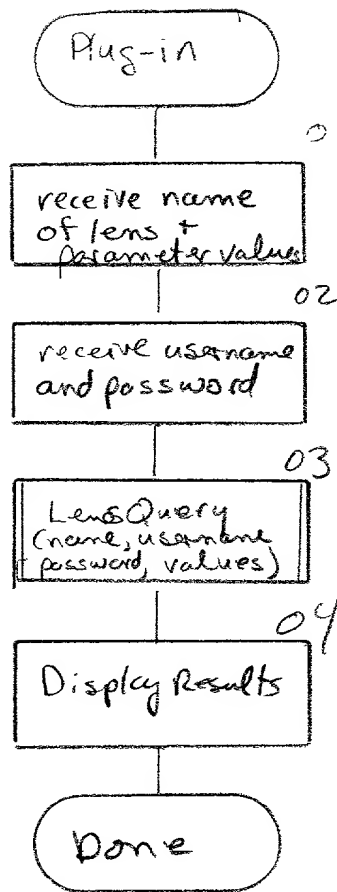 Plug-in
0
receive name
of lens +
parameter values
02
receive username
and password
03
LensQuery
(name, username
password, values)
04
Display Results
Done